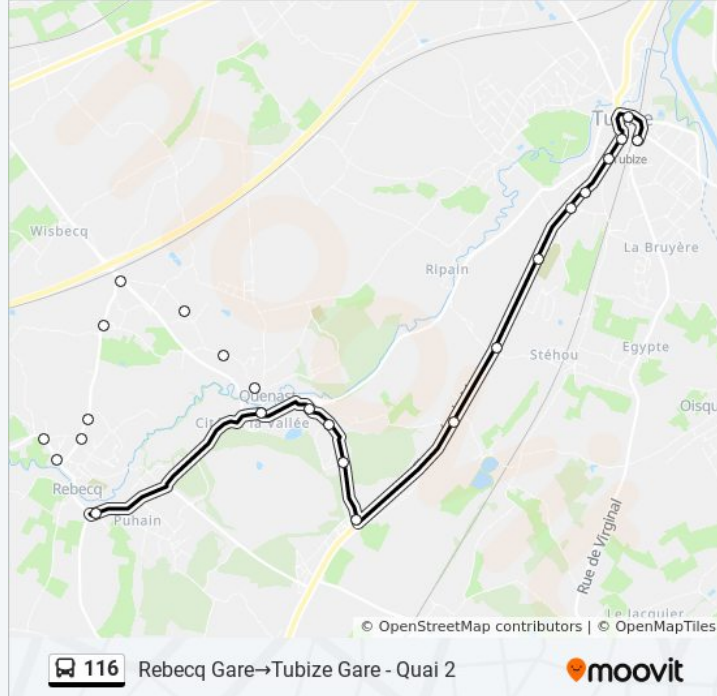 Tubize
Tubize
Wisbecq
La Bruyère
Ripain
Stéhou
Egypte
Quenast
Oisqu
Rebecq
Puhain
Rue de Virginal
Le Jacquier
© OpenStreetMap contributors | © OpenMapTiles
116 Rebecq Gare→Tubize Gare - Quai 2
moovit